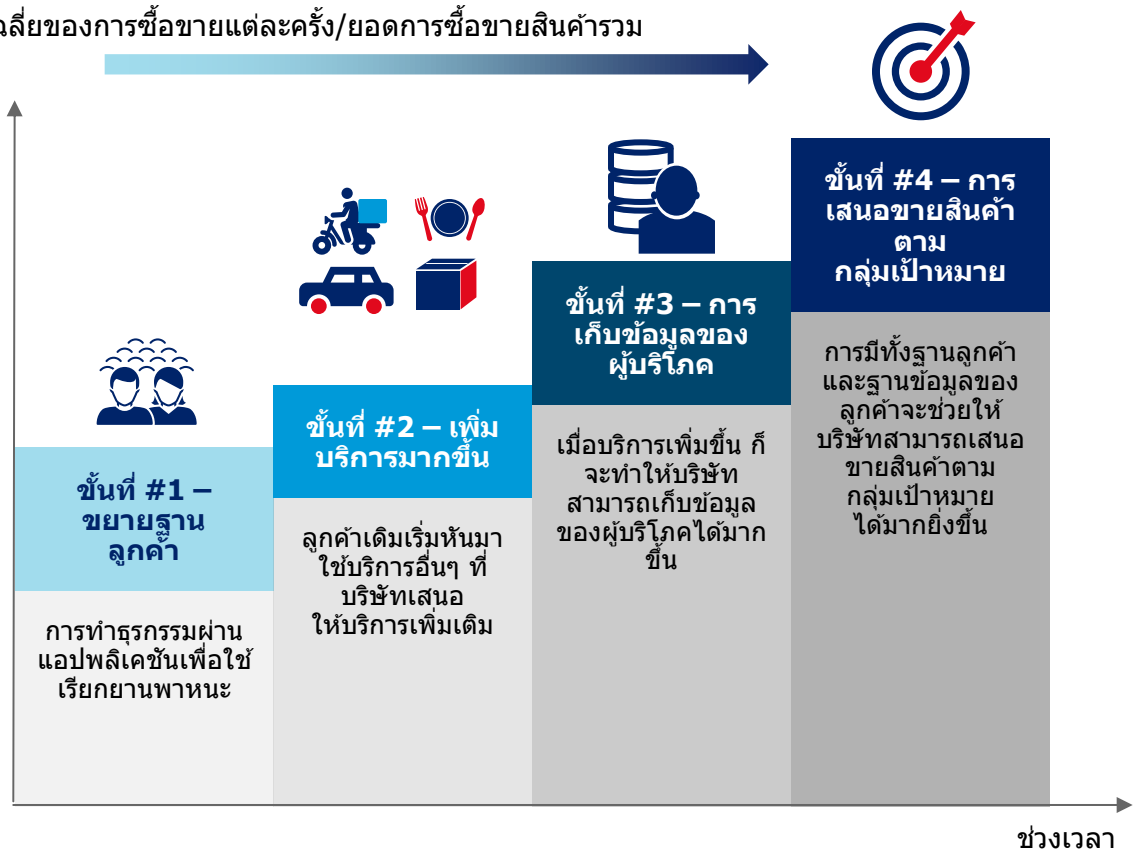 ฉลี่ยของการซื้อขายแต่ละครั้ง/ยอดการซื้อขายสินค้ารวม
ขั้นที่ #1 –
ขยายฐาน
ลูกค้า
การทำธุรกรรมผ่าน
แอปพลิเคชันเพื่อใช้
เรียกยานพาหนะ
ขั้นที่ #2 – เพิ่ม
บริการมากขึ้น
ลูกค้าเดิมเริ่มหันมา
ใช้บริการอื่นๆ ที่
บริษัทเสนอ
ให้บริการเพิ่มเติม
ขั้นที่ #3 – การ
เก็บข้อมูลของ
ผู้บริโภค
เมื่อบริการเพิ่มขึ้น ก็
จะทำให้บริษัท
สามารถเก็บข้อมูล
ของผู้บริโภคได้มาก
ขึ้น
ขั้นที่ #4 – การ
เสนอขายสินค้า
ตาม
กลุ่มเป้าหมาย
การมีทั้งฐานลูกค้า
และฐานข้อมูลของ
ลูกค้าจะช่วยให้
บริษัทสามารถเสนอ
ขายสินค้าตาม
กลุ่มเป้าหมาย
ได้มากยิ่งขึ้น
ช่วงเวลา